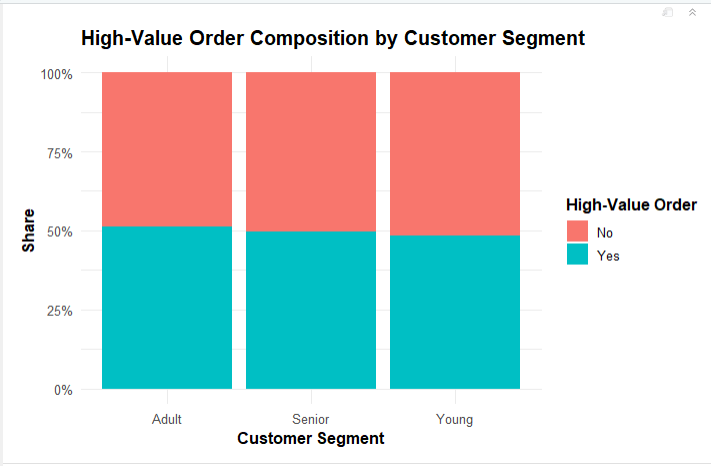 High-Value Order Composition by Customer Segment
100%
75%
50%
25%
0%
Share
Adult Senior Young
Customer Segment
High-Value Order
No
Yes